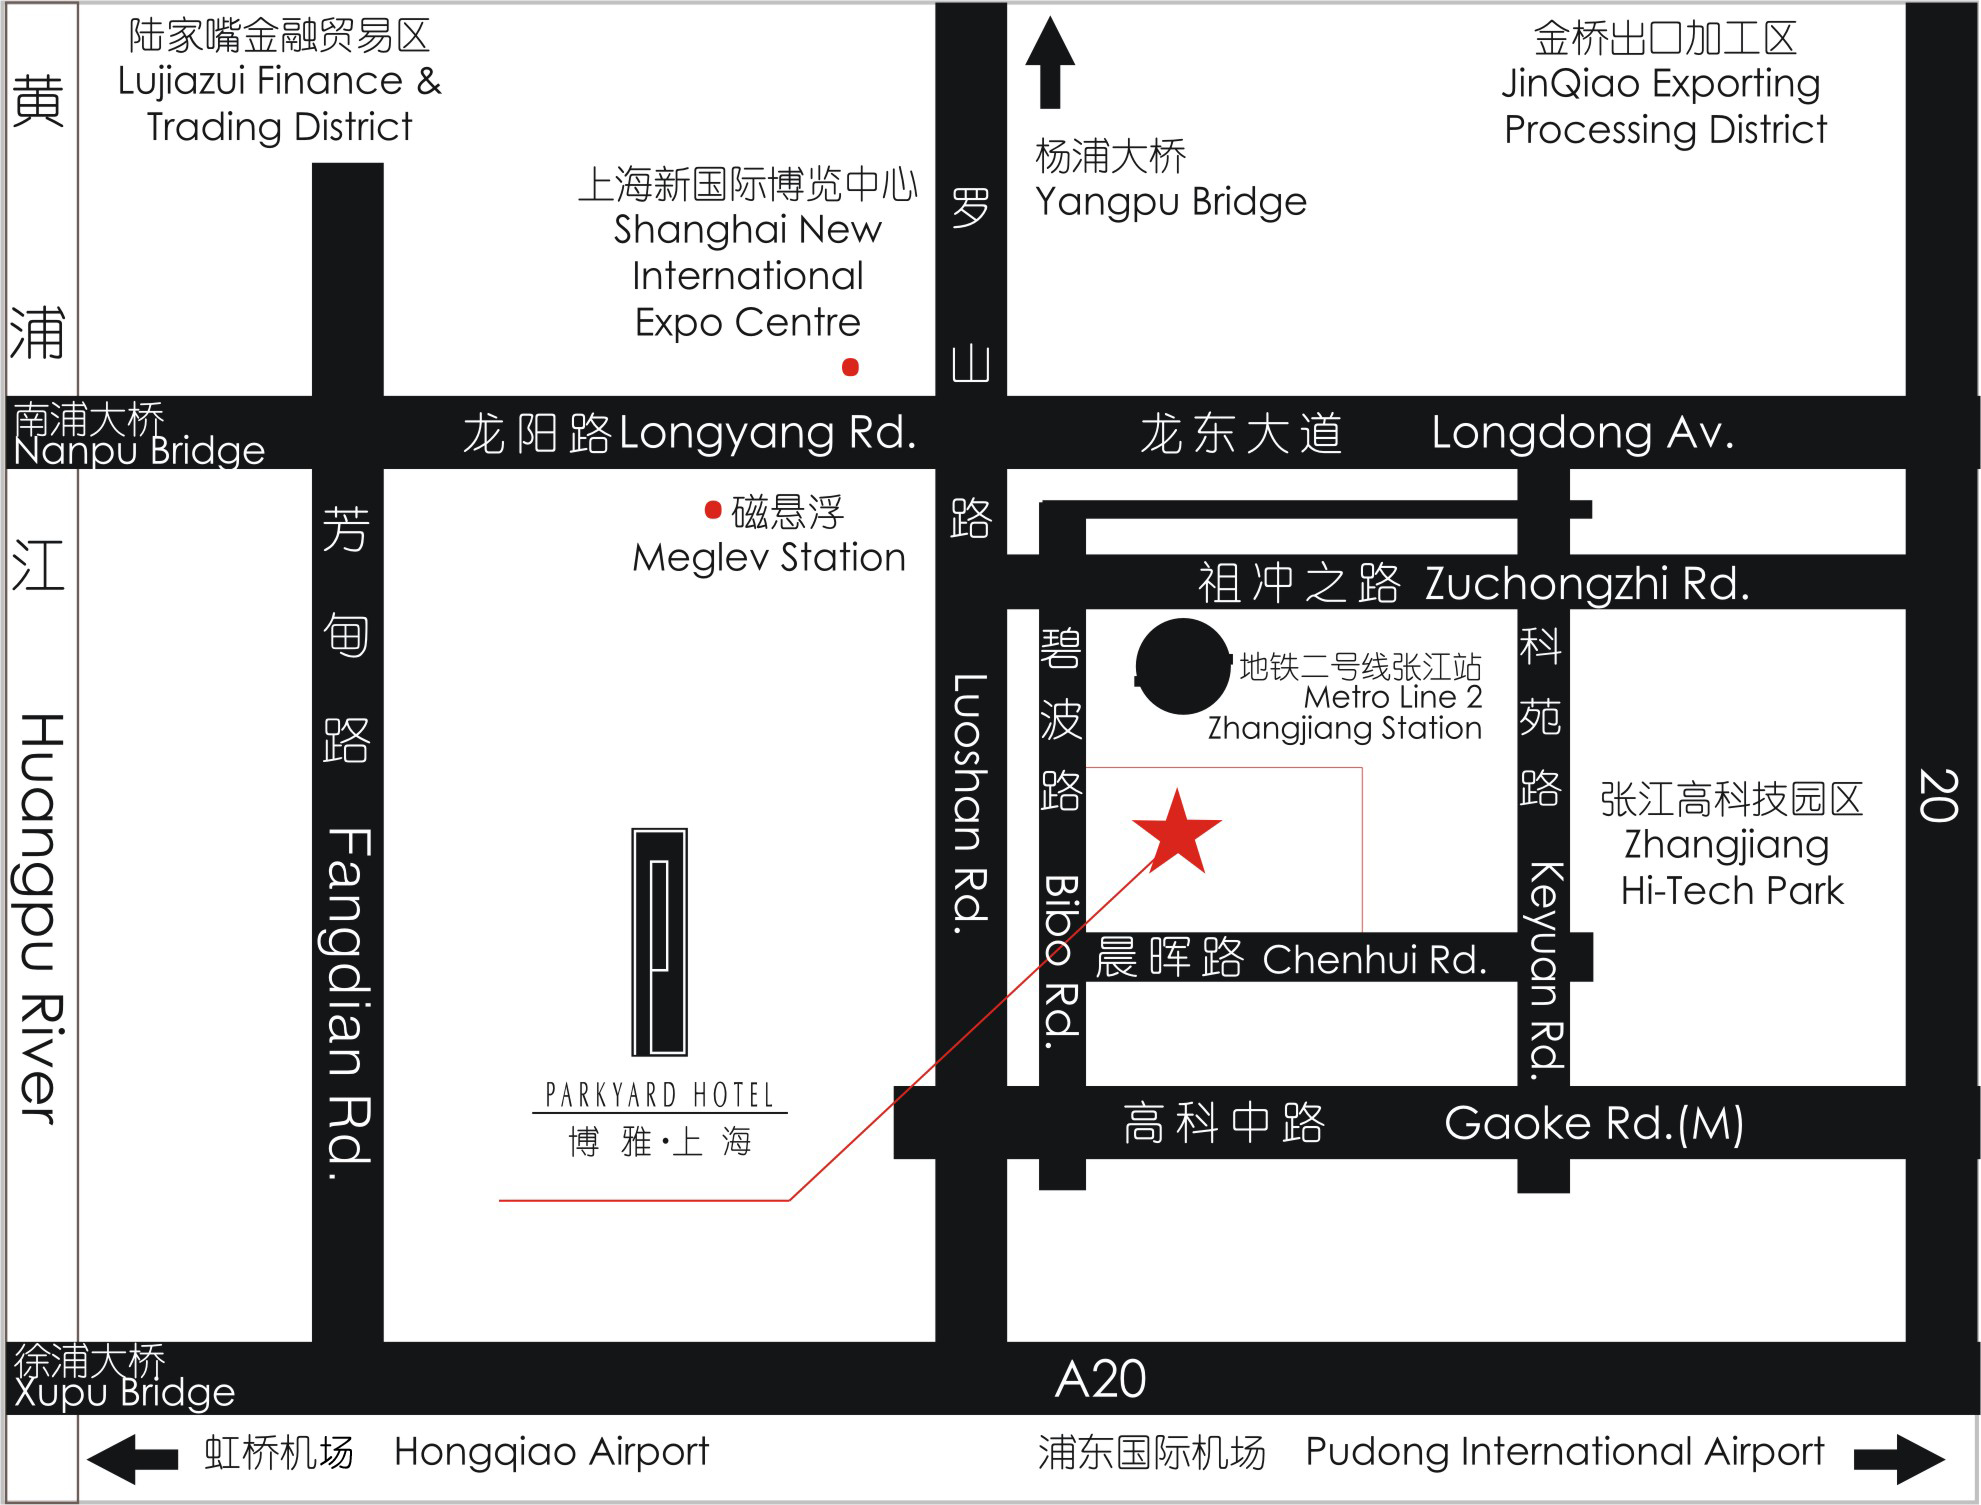 陆家嘴金融贸易区
Lujiazui Finance &
Trading District
金桥出口加工区
JinQiao Exporting
Processing District
杨浦大桥
Yangpu Bridge
上海新国际博览中心
Shanghai New
International
Expo Centre
黄浦江 Huangpu River
南浦大桥
Nanpu Bridge
龙阳路 Longyang Rd.
龙东大道 Longdong Av.
磁悬浮
Meglev Station
祖冲之路 Zuchongzhi Rd.
芳甸路 Fangdian Rd.
罗山路 Luoshan Rd.
碧波路 Bibo Rd.
地铁二号线张江站
Metro Line 2
Zhangjiang Station
科苑路 Keyuan Rd.
张江高科技园区
Zhangjiang
Hi-Tech Park
20
晨晖路 Chenhui Rd.
PARKYARD HOTEL
博雅·上海
高科中路 Gaoke Rd.(M)
徐浦大桥
Xupu Bridge
A20
虹桥机场 Hongqiao Airport
浦东国际机场 Pudong International Airport